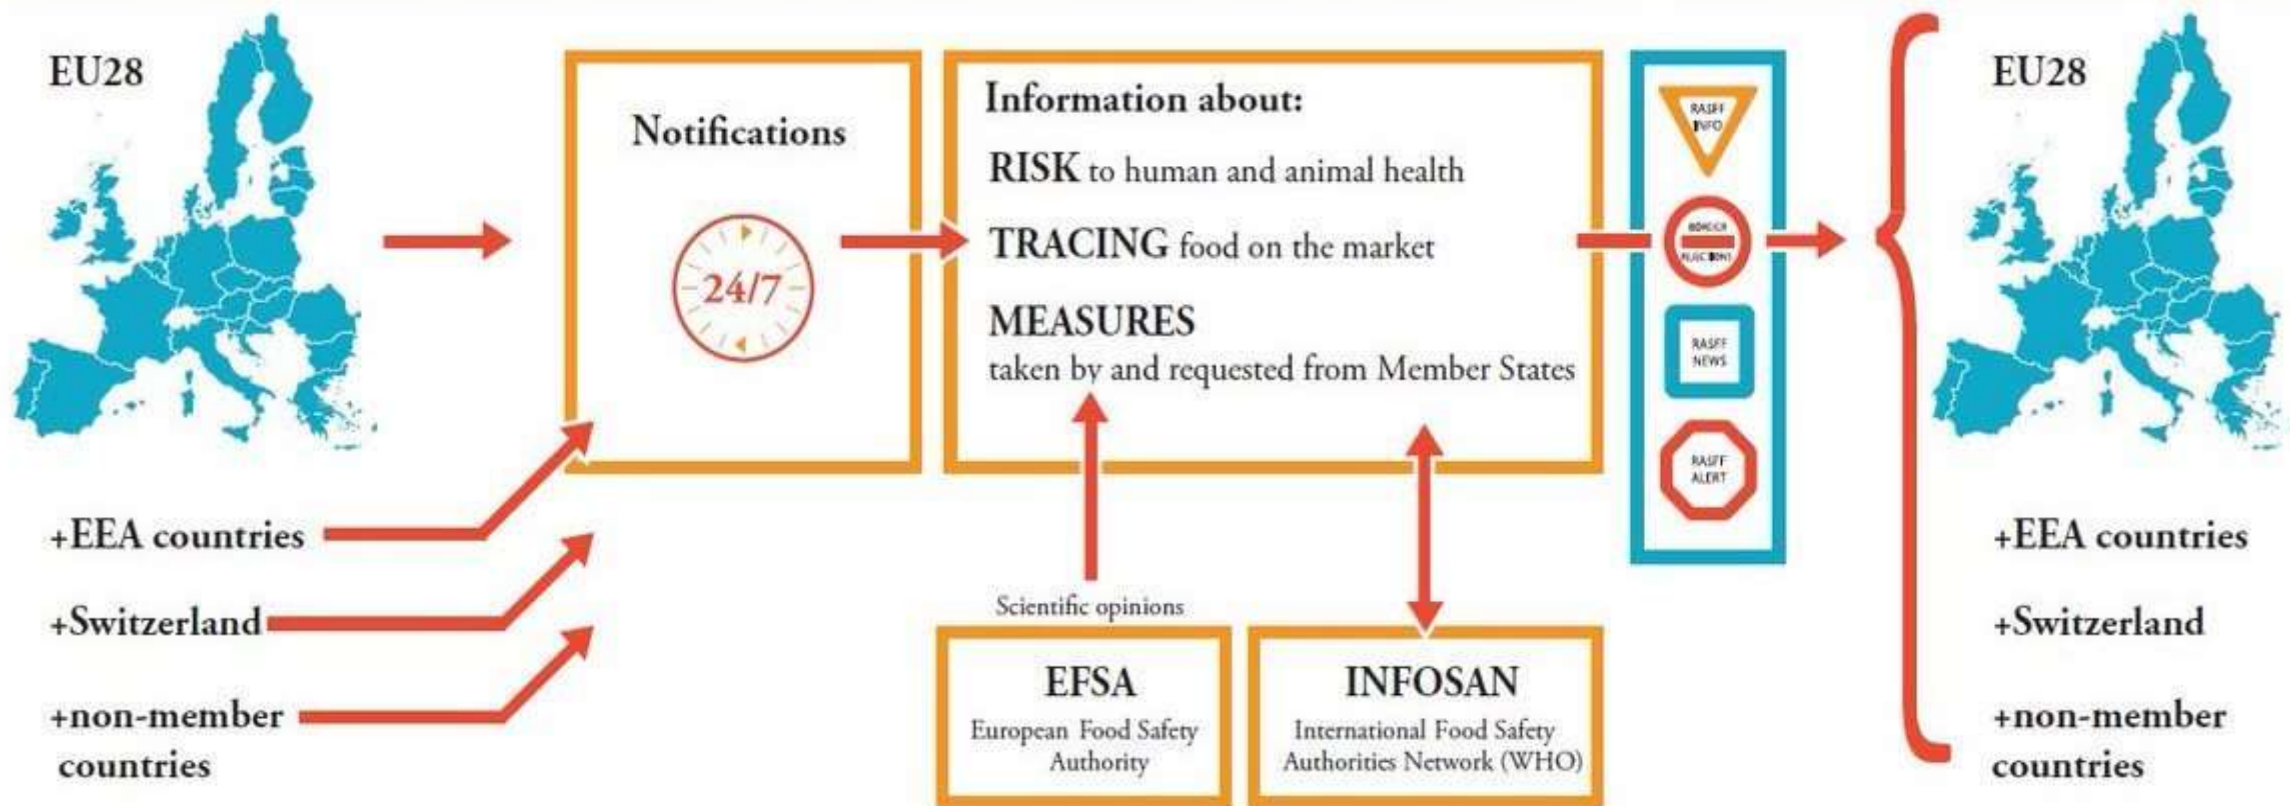 EU28
+EEA countries
+Switzerland
+non-member
countries
Notifications
24/7
Information about:
RISK to human and animal health
TRACING food on the market
MEASURES
taken by and requested from Member States
Scientific opinions
EFSA
European Food Safety
Authority
INFOSAN
International Food Safety
Authorities Network (WHO)
RASFF
INFO
BORDER
REJECTIONS
RASFF
NEWS
RASFF
ALERT
EU28
+EEA countries
+Switzerland
+non-member
countries